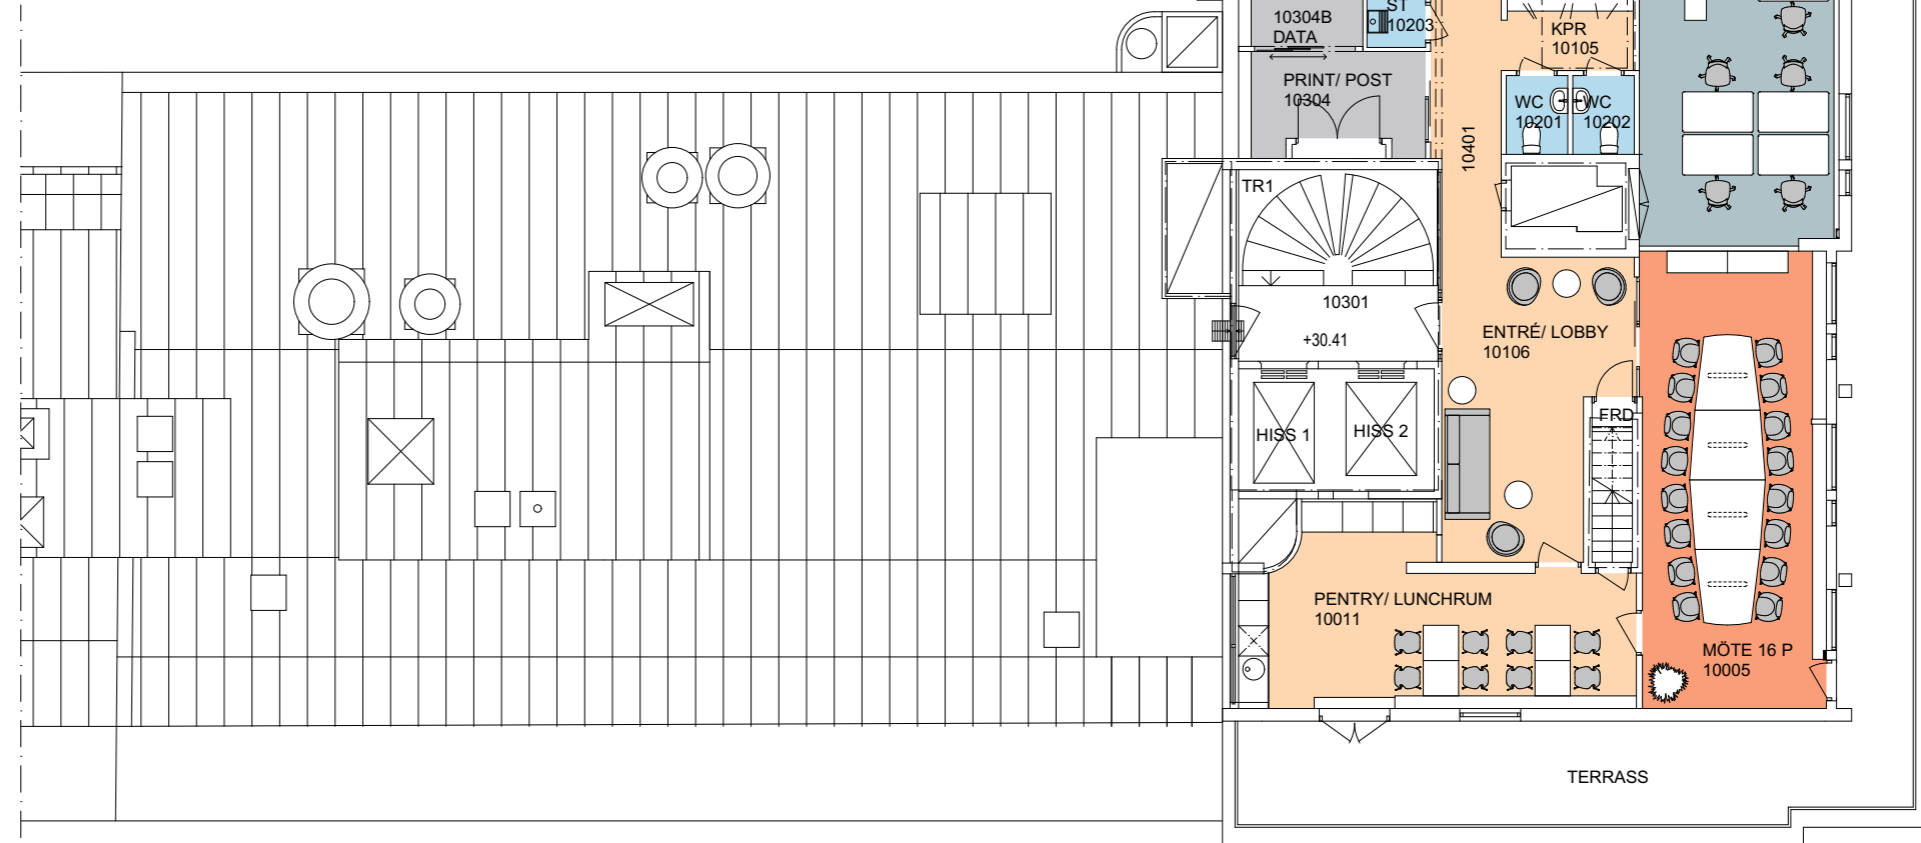 ST
10203
10304B
DATA
KPR
10105
PRINT/ POST
10304
WC
10201
WC
10202
10401
TR1
10301
+30.41
ENTRÉ/ LOBBY
10106
FRD
HISS 1
HISS 2
PENTRY/ LUNCHRUM
10011
MÖTE 16 P
10005
TERRASS